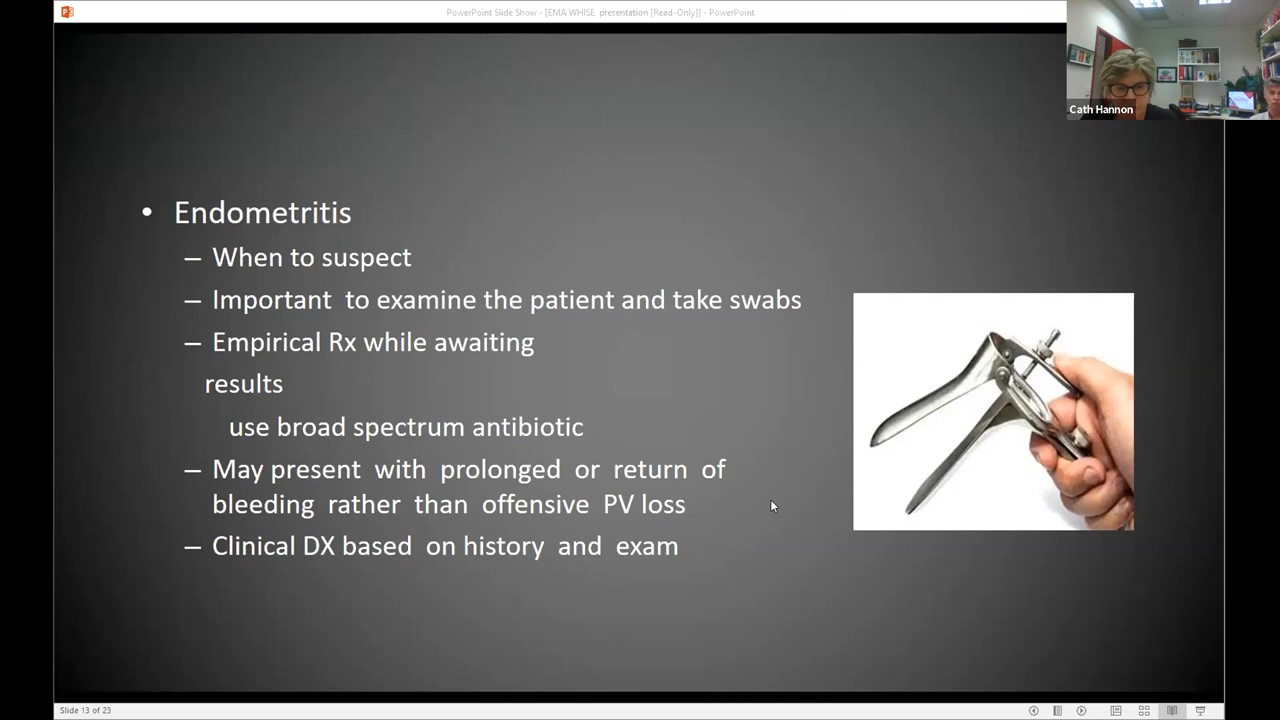 PowerPoint Slide Show - [EMA WHISE presentation [Read-Only]] - PowerPoint
Cath Hannon
• Endometritis
– When to suspect
– Important to examine the patient and take swabs
– Empirical Rx while awaiting
results
use broad spectrum antibiotic
– May present with prolonged or return of
bleeding rather than offensive PV loss
– Clinical DX based on history and exam
Slide 13 of 23